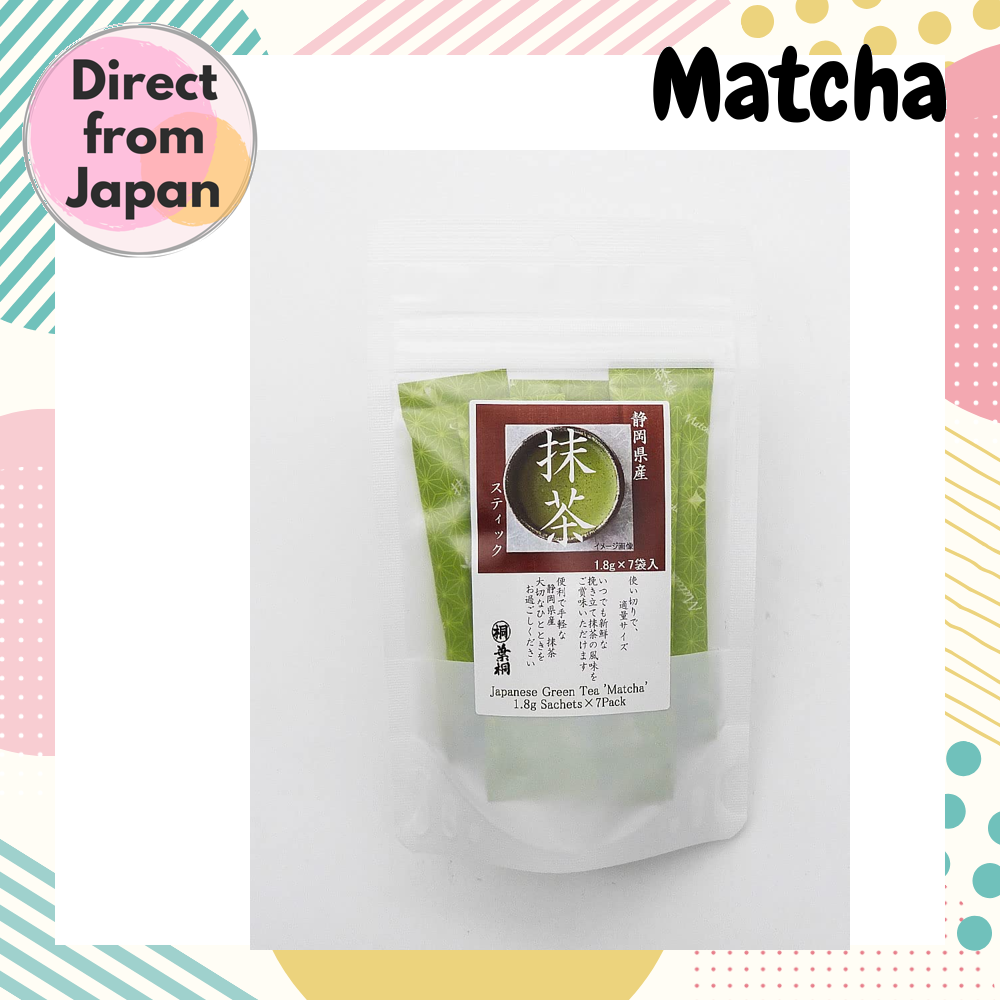 Direct
from
Japan
Matcha
静岡県産
抹茶
スティック
イメージ画像
1.8g×7袋入
使い切りで、
適量サイズ
いつでも新鮮な
挽き立て抹茶の風味を
ご賞味いただけます
便利で手軽な
静岡県産 抹茶
大切なひとときを
お過ごしください
桐 葉桐
Japanese Green Tea 'Matcha'
1.8g Sachets×7Pack
抹茶
Matcha
Matcha